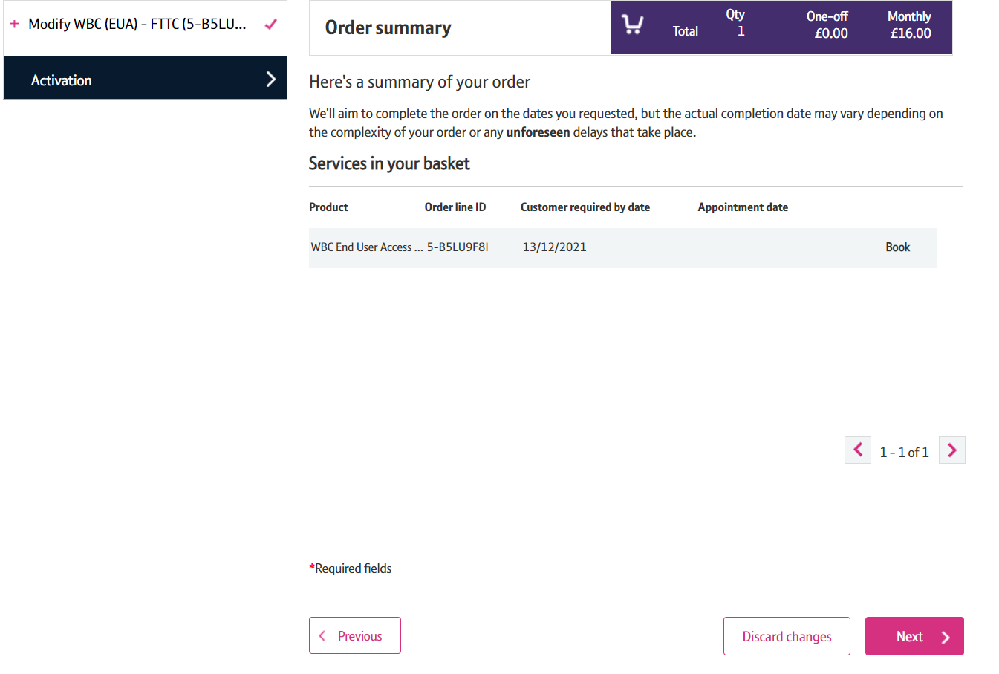 + Modify WBC (EUA) - FTTC (5-B5LU...
Activation
Order summary
Total
Qty
1
One-off
£0.00
Monthly
£16.00
Here's a summary of your order
We'll aim to complete the order on the dates you requested, but the actual completion date may vary depending on
the complexity of your order or any unforeseen delays that take place.
Services in your basket
Product Order line ID Customer required by date Appointment date
WBC End User Access ... 5-B5LU9F8I 13/12/2021 Book
1 - 1 of 1
*Required fields
Previous
Discard changes
Next